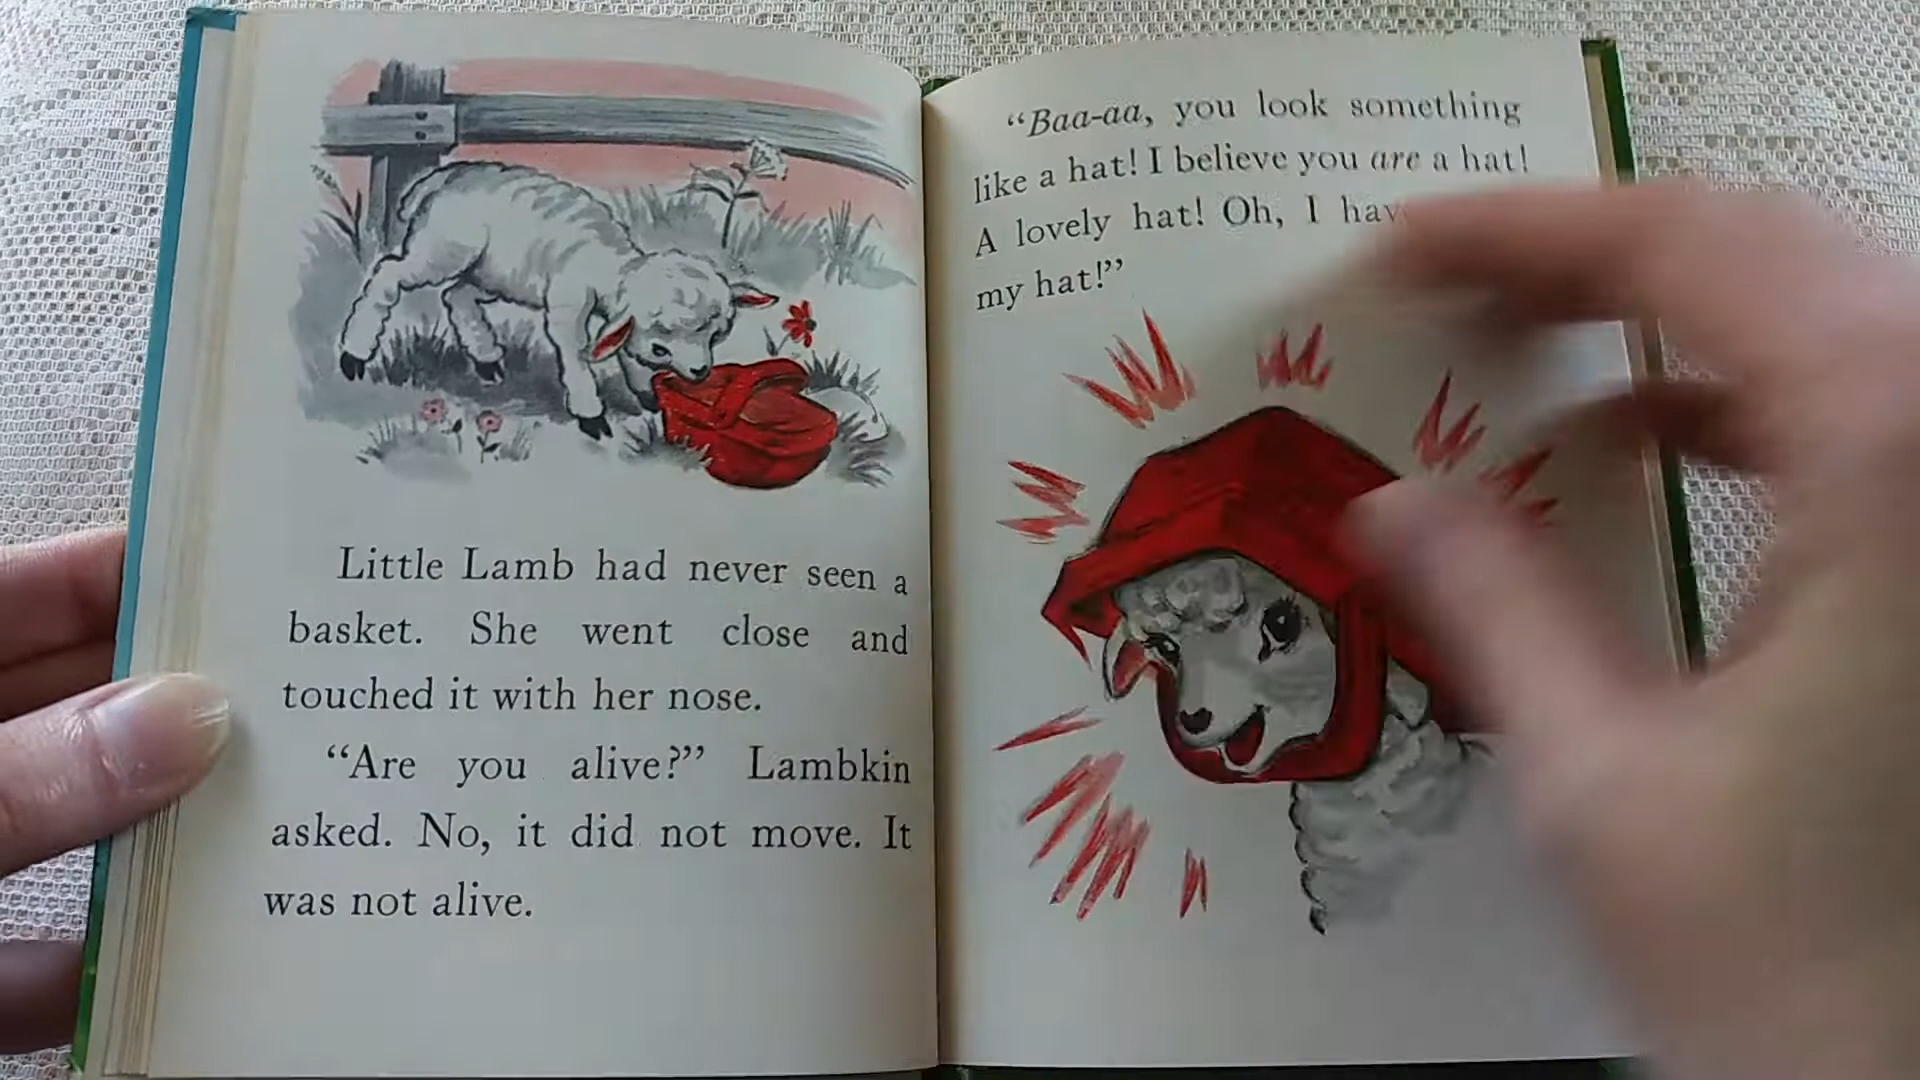 Little Lamb had never seen a
basket. She went close and
touched it with her nose.
“Are you alive?” Lambkin
asked. No, it did not move. It
was not alive.
“Baa-aa, you look something
like a hat! I believe you are a hat!
A lovely hat! Oh, I
my hat!”